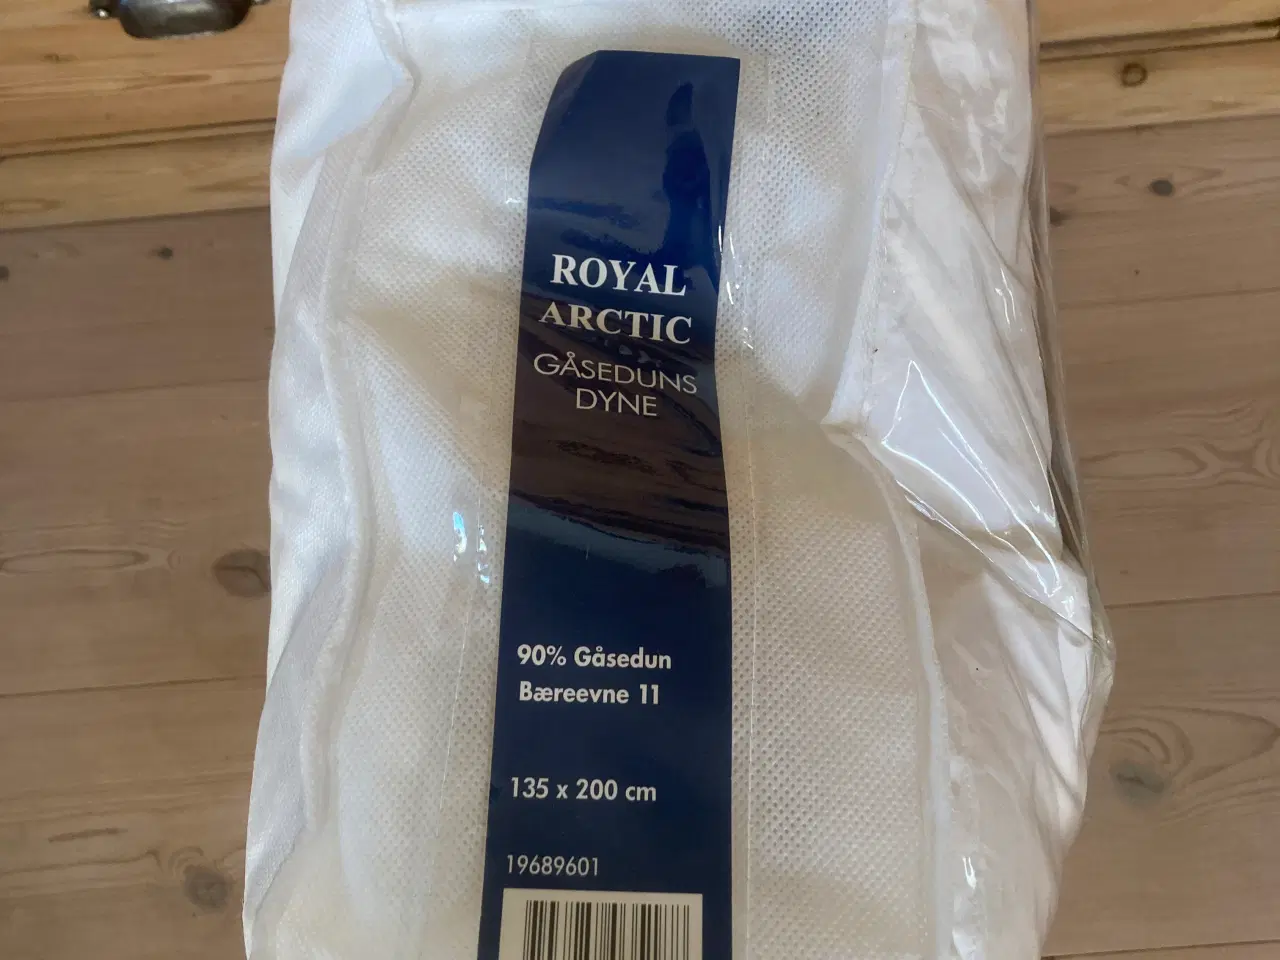 ROYAL
ARCTIC
GÅSEDUNS
DYNE
90% Gåsedun
Bæreevne 11
135 x 200 cm
19689601